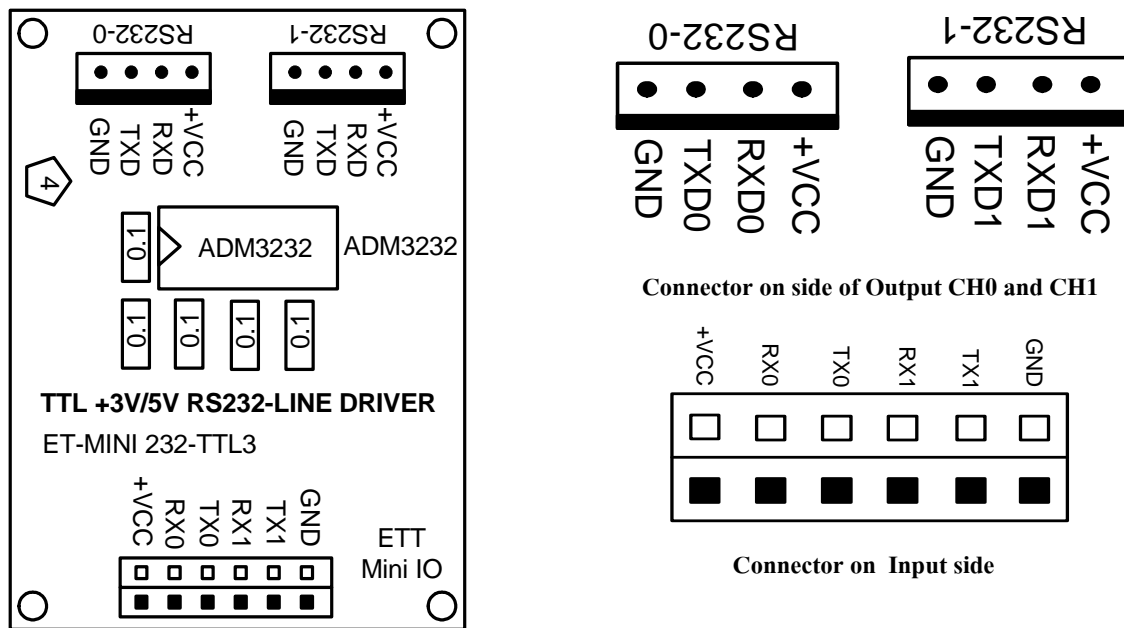 RS232-0
RS232-1
GND TXD RXD +VCC
GND TXD RXD +VCC
4
0.1
ADM3232
ADM3232
0.1 0.1 0.1 0.1
TTL +3V/5V RS232-LINE DRIVER
ET-MINI 232-TTL3
+VCC RX0 TX0 RX1 TX1 GND
ETT
Mini IO
RS232-0
RS232-1
GND TXD0 RXD0 +VCC
GND TXD1 RXD1 +VCC
Connector on side of Output CH0 and CH1
+VCC RX0 TX0 RX1 TX1 GND
Connector on Input side